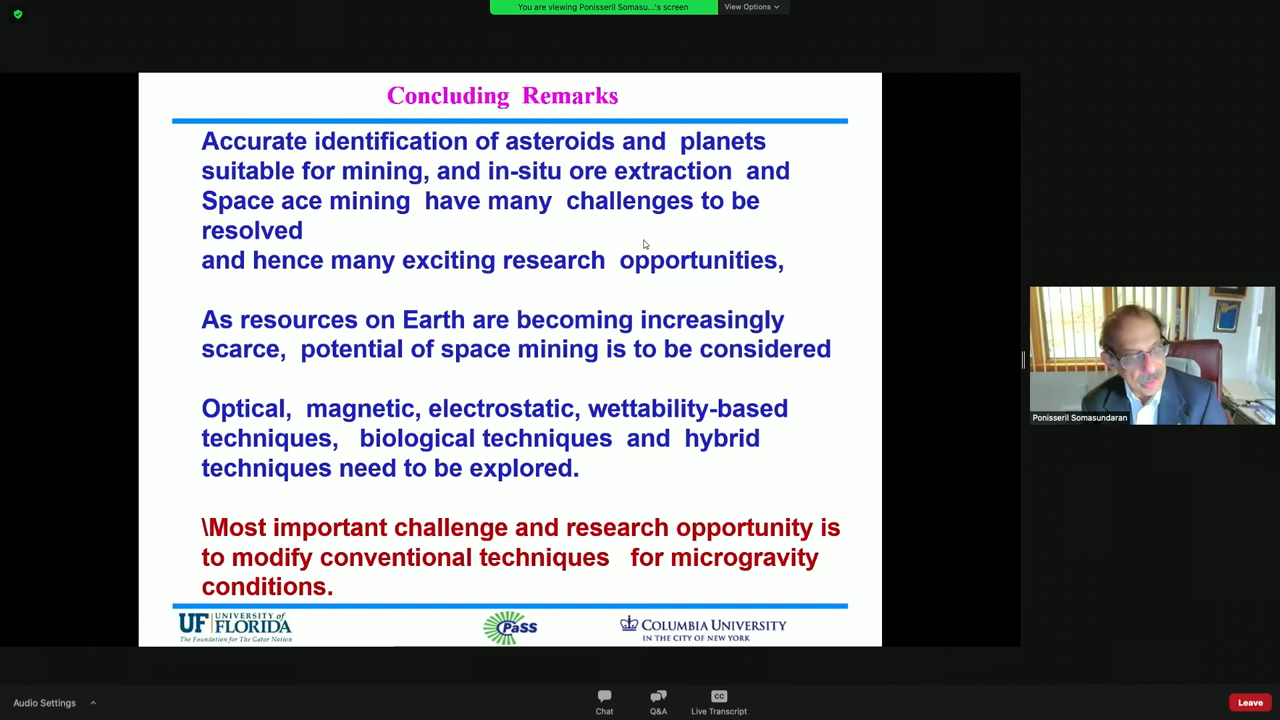 You are viewing Ponisseril Somasu...'s screen
View Options
Concluding Remarks
Accurate identification of asteroids and planets
suitable for mining, and in-situ ore extraction and
Space ace mining have many challenges to be
resolved
and hence many exciting research opportunities,
As resources on Earth are becoming increasingly
scarce, potential of space mining is to be considered
Optical, magnetic, electrostatic, wettability-based
techniques, biological techniques and hybrid
techniques need to be explored.
\Most important challenge and research opportunity is
to modify conventional techniques for microgravity
conditions.
UF UNIVERSITY of
FLORIDA
The Foundation for The Gator Nation
CPaSS
COLUMBIA UNIVERSITY
IN THE CITY OF NEW YORK
Ponisseril Somasundaran
Audio Settings
Chat
Q&A
CC
Live Transcript
Leave